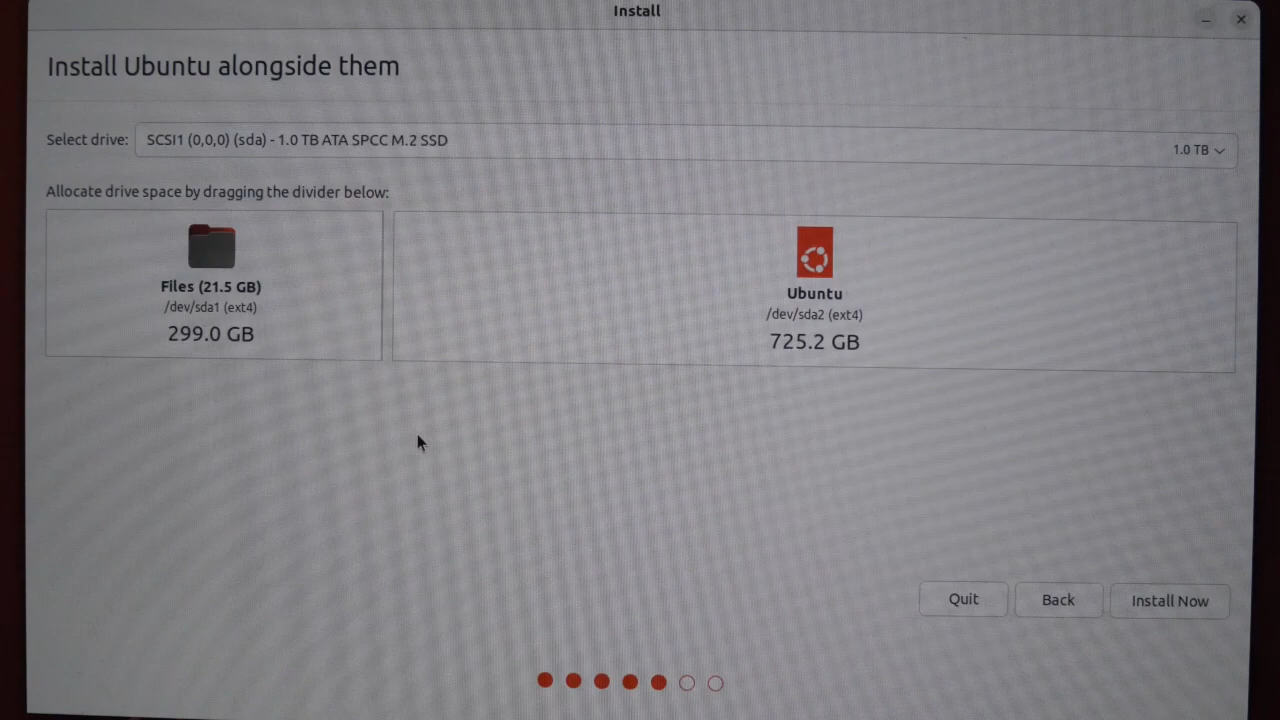 Install
Install Ubuntu alongside them
Select drive: SCSI1 (0,0,0) (sda) - 1.0 TB ATA SPCC M.2 SSD 1.0 TB
Allocate drive space by dragging the divider below:
Files (21.5 GB)
/dev/sda1 (ext4)
299.0 GB
Ubuntu
/dev/sda2 (ext4)
725.2 GB
Quit Back Install Now